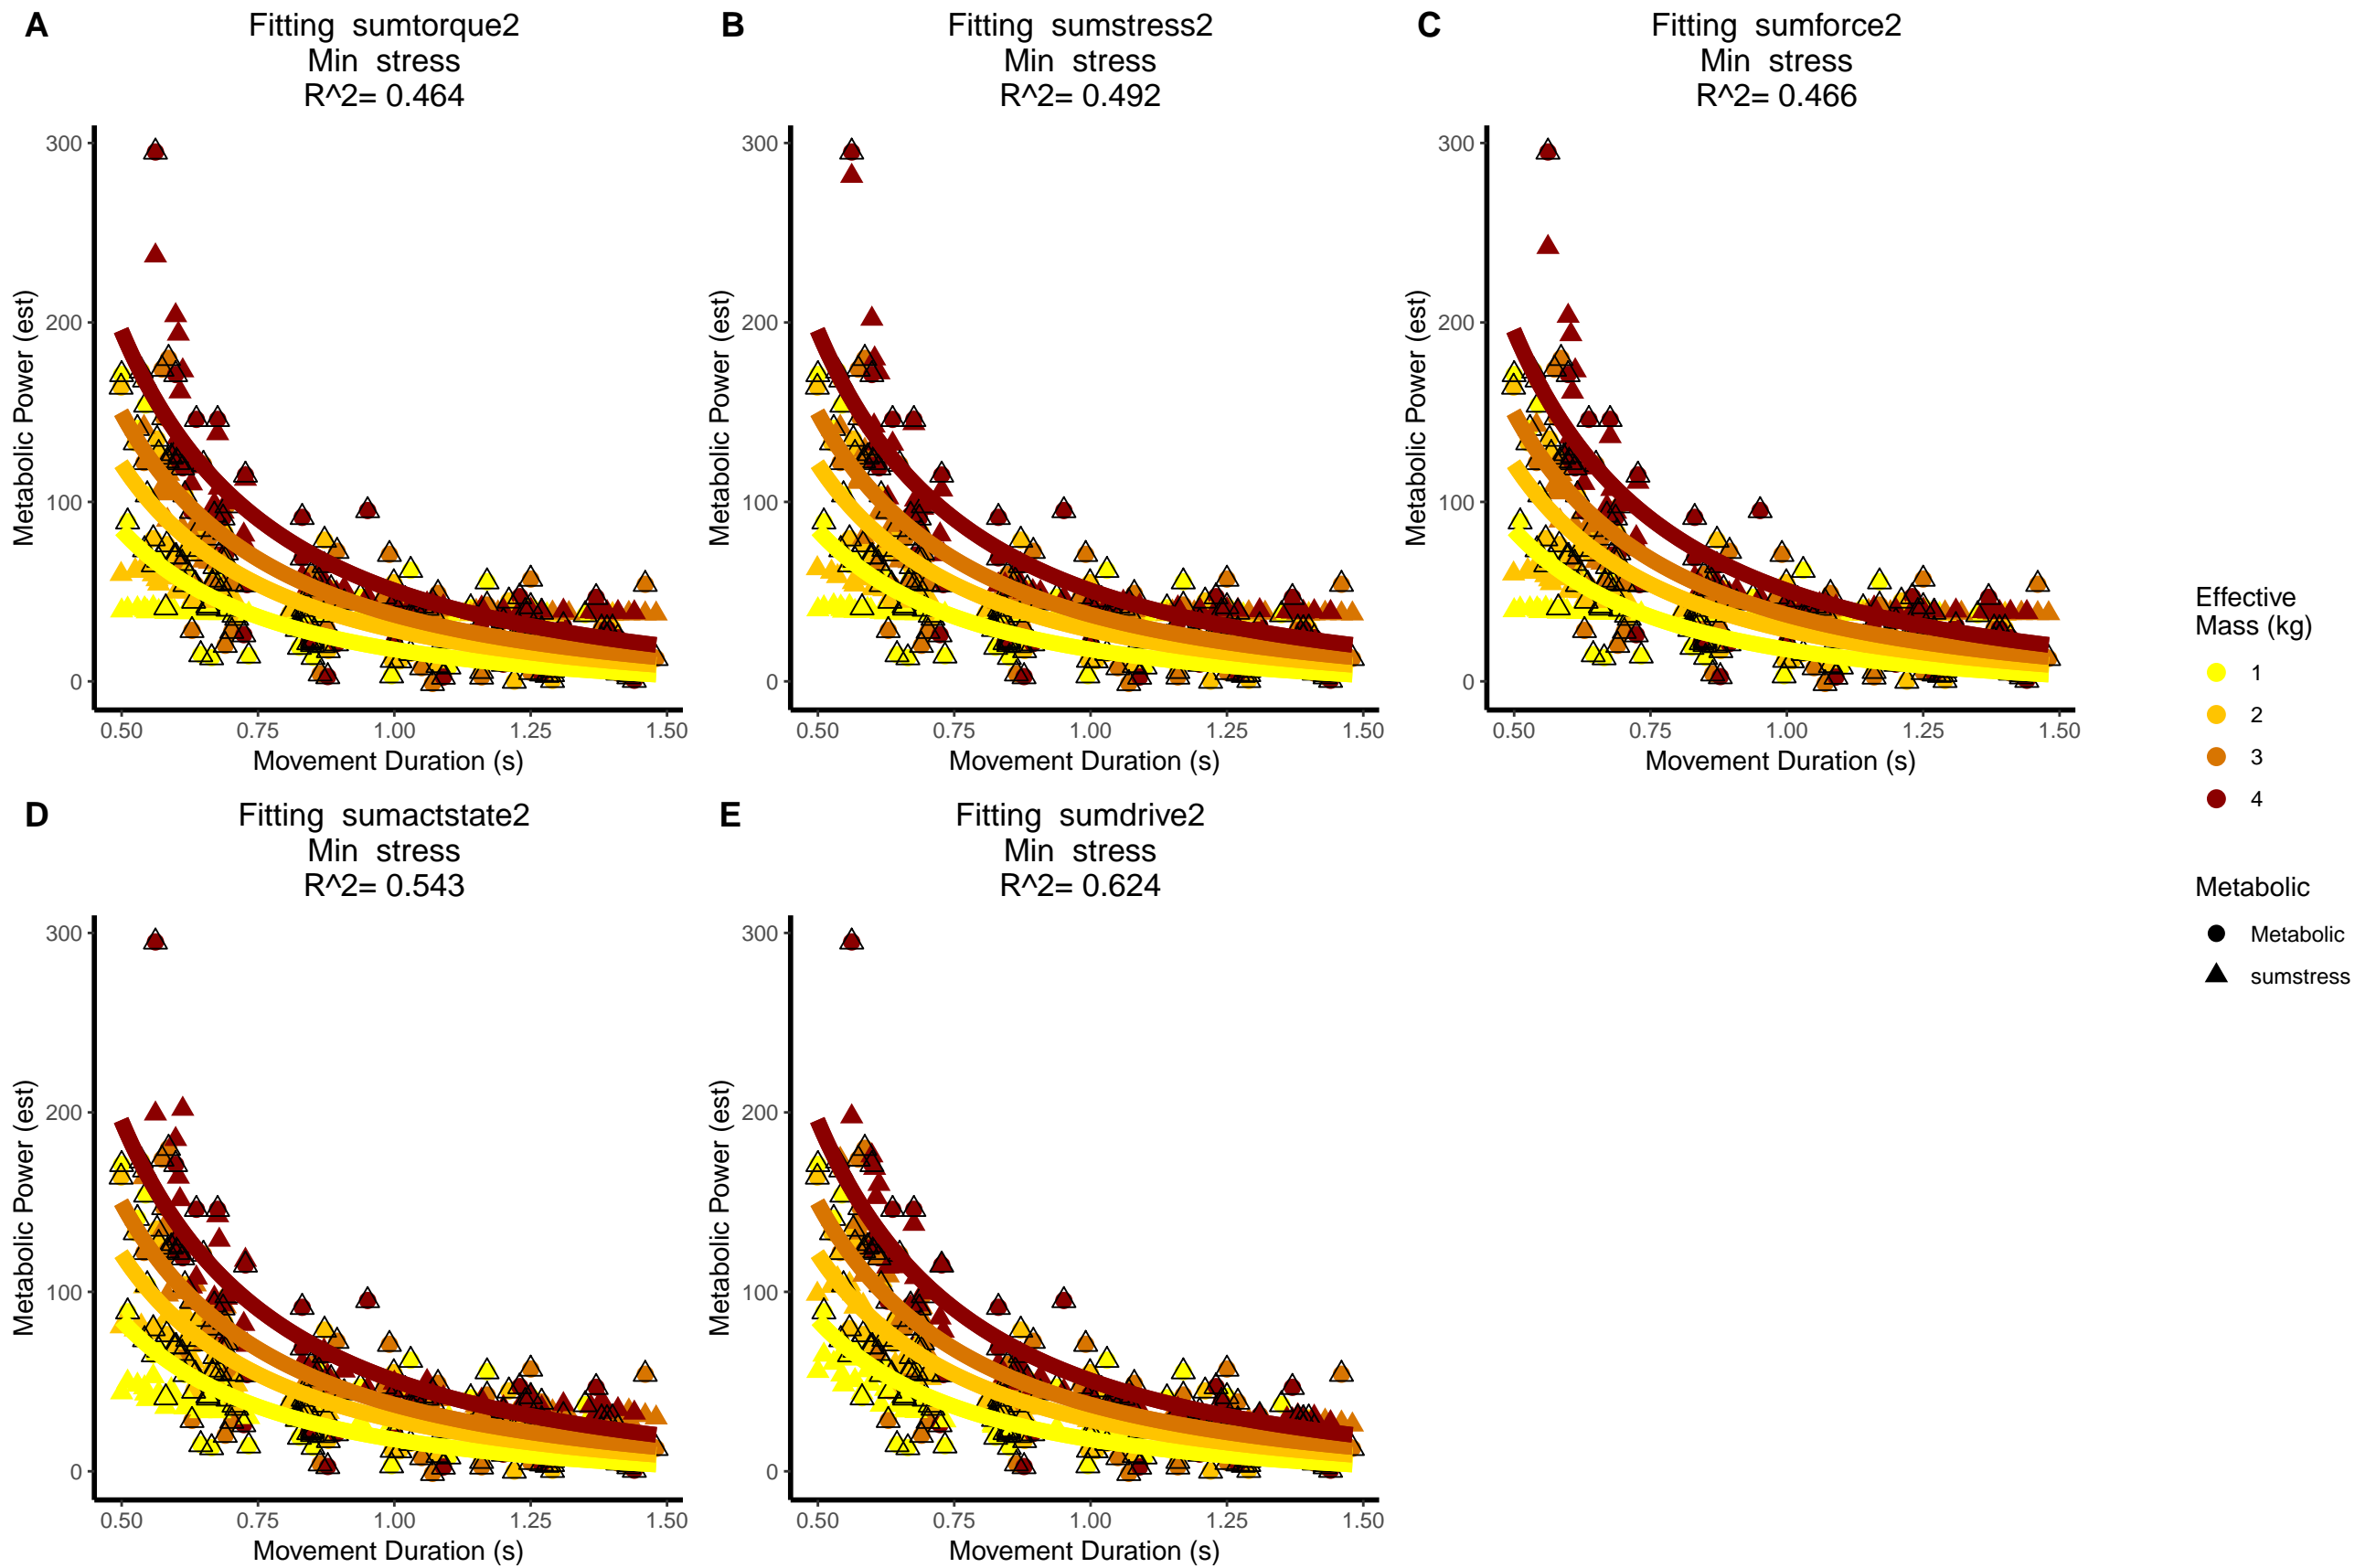 A
Fitting  sumtorque2
Min  stress
R^2= 0.464
300
200
100
0
Metabolic Power (est)
0.50
0.75
1.00
1.25
1.50
Movement Duration (s)
B
Fitting  sumstress2
Min  stress
R^2= 0.492
300
200
100
0
Metabolic Power (est)
0.50
0.75
1.00
1.25
1.50
Movement Duration (s)
C
Fitting  sumforce2
Min  stress
R^2= 0.466
300
200
100
0
Metabolic Power (est)
0.50
0.75
1.00
1.25
1.50
Movement Duration (s)
D
Fitting  sumactstate2
Min  stress
R^2= 0.543
300
200
100
0
Metabolic Power (est)
0.50
0.75
1.00
1.25
1.50
Movement Duration (s)
E
Fitting  sumdrive2
Min  stress
R^2= 0.624
300
200
100
0
Metabolic Power (est)
0.50
0.75
1.00
1.25
1.50
Movement Duration (s)
Effective
Mass (kg)
1
2
3
4
Metabolic
Metabolic
sumstress